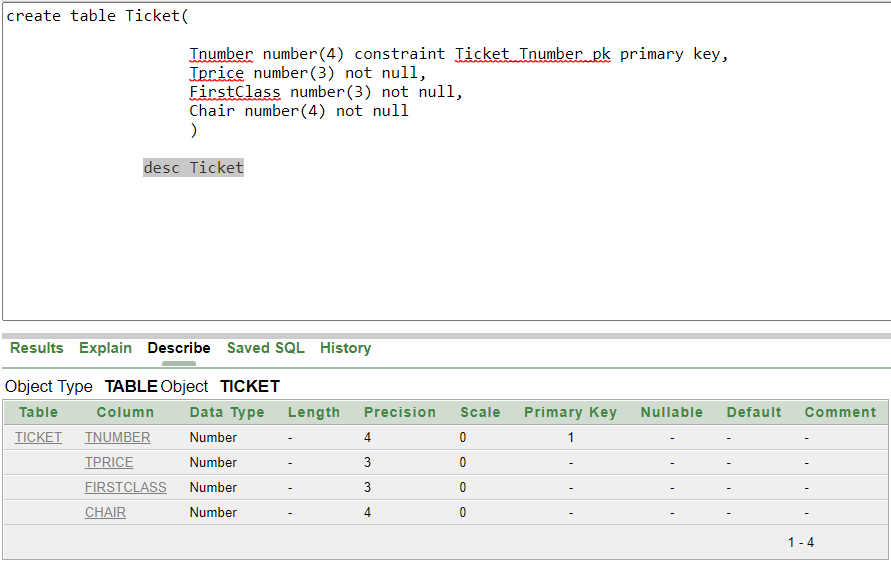 create table Ticket(
Tnumber number(4) constraint Ticket_Tnumber_pk primary key,
Tprice number(3) not null,
FirstClass number(3) not null,
Chair number(4) not null
)
desc Ticket
Results Explain Describe Saved SQL History
Object Type TABLE Object TICKET
Table Column Data Type Length Precision Scale Primary Key Nullable Default Comment
TICKET TNUMBER Number - 4 0 1 - - -
TPRICE Number - 3 0 - - - -
FIRSTCLASS Number - 3 0 - - - -
CHAIR Number - 4 0 - - - -
1 - 4